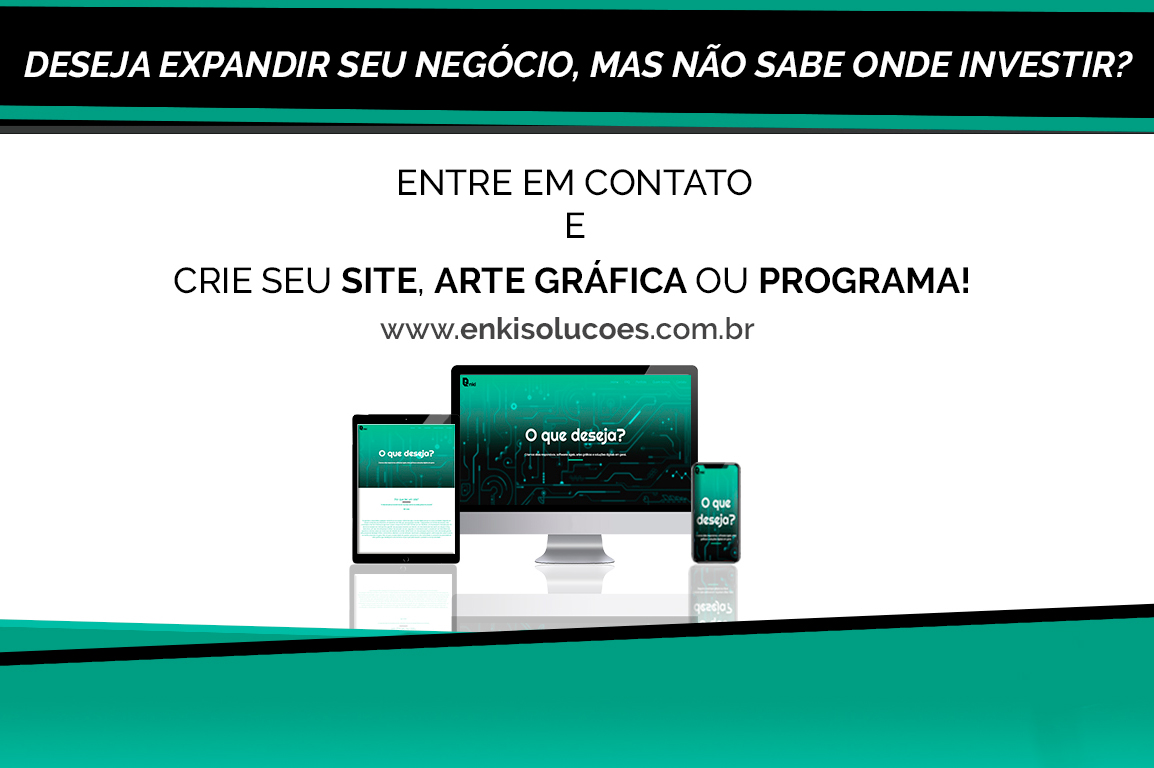 DESEJA EXPANDIR SEU NEGÓCIO, MAS NÃO SABE ONDE INVESTIR?
ENTRE EM CONTATO
E
CRIE SEU SITE, ARTE GRÁFICA OU PROGRAMA!
www.enkisolucoes.com.br
O que deseja?
O que deseja?
O que
deseja?